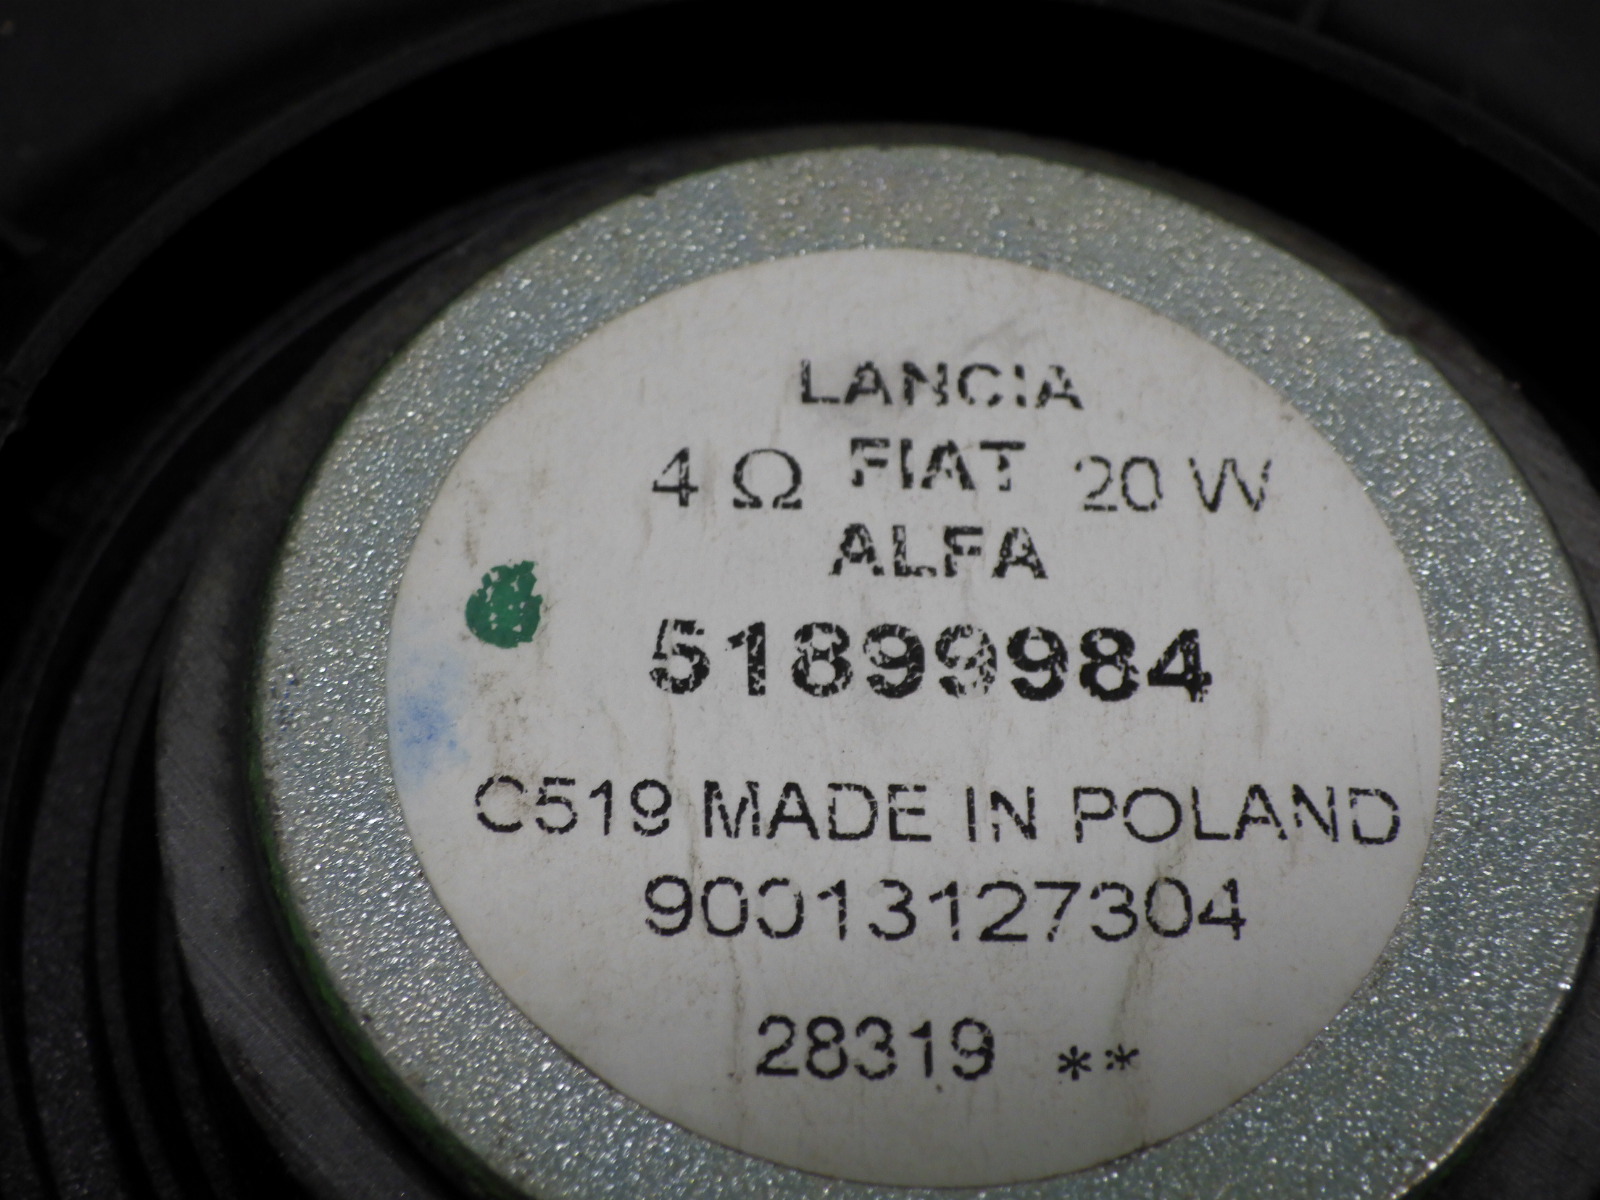 LANCIA
4 Ω FIAT 20 W
ALFA
51899984
C519 MADE IN POLAND
90013127304
28319 **